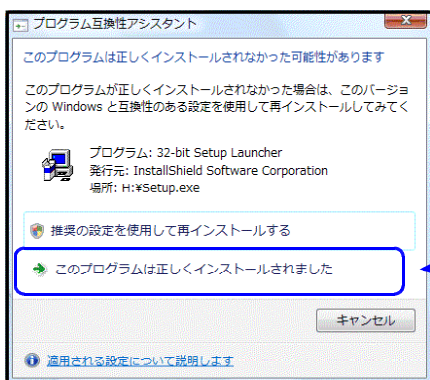 プログラム互換性アシスタント
このプログラムは正しくインストールされなかった可能性があります
このプログラムが正しくインストールされなかった場合は、このバージョ
ンの Windows と互換性のある設定を使用して再インストールしてみてく
ださい。
プログラム: 32-bit Setup Launcher
発行元: InstallShield Software Corporation
場所: H:¥Setup.exe
推奨の設定を使用して再インストールする
このプログラムは正しくインストールされました
キャンセル
適用される設定について説明します